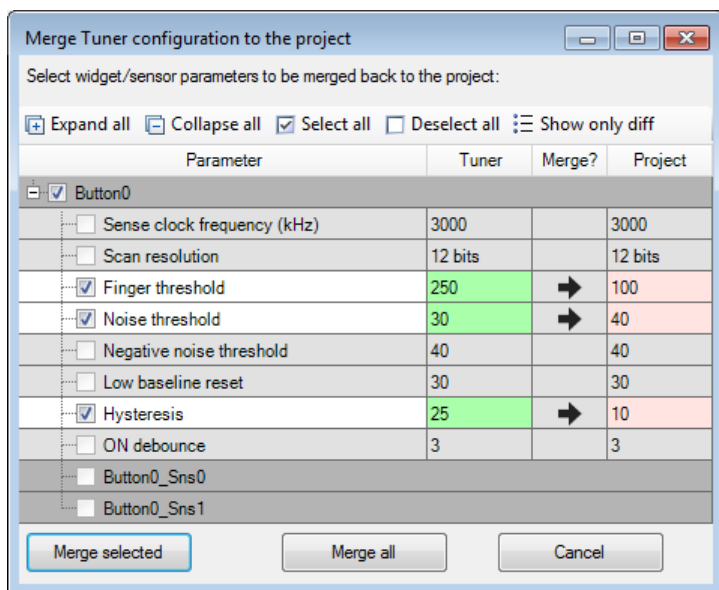 Merge Tuner configuration to the project
Select widget/sensor parameters to be merged back to the project:
Expand all Collapse all Select all Deselect all Show only diff
Parameter Tuner Merge? Project
Button0
Sense clock frequency (kHz) 3000 3000
Scan resolution 12 bits 12 bits
Finger threshold 250 100
Noise threshold 30 40
Negative noise threshold 40 40
Low baseline reset 30 30
Hysteresis 25 10
ON debounce 3 3
Button0_Sns0
Button0_Sns1
Merge selected Merge all Cancel